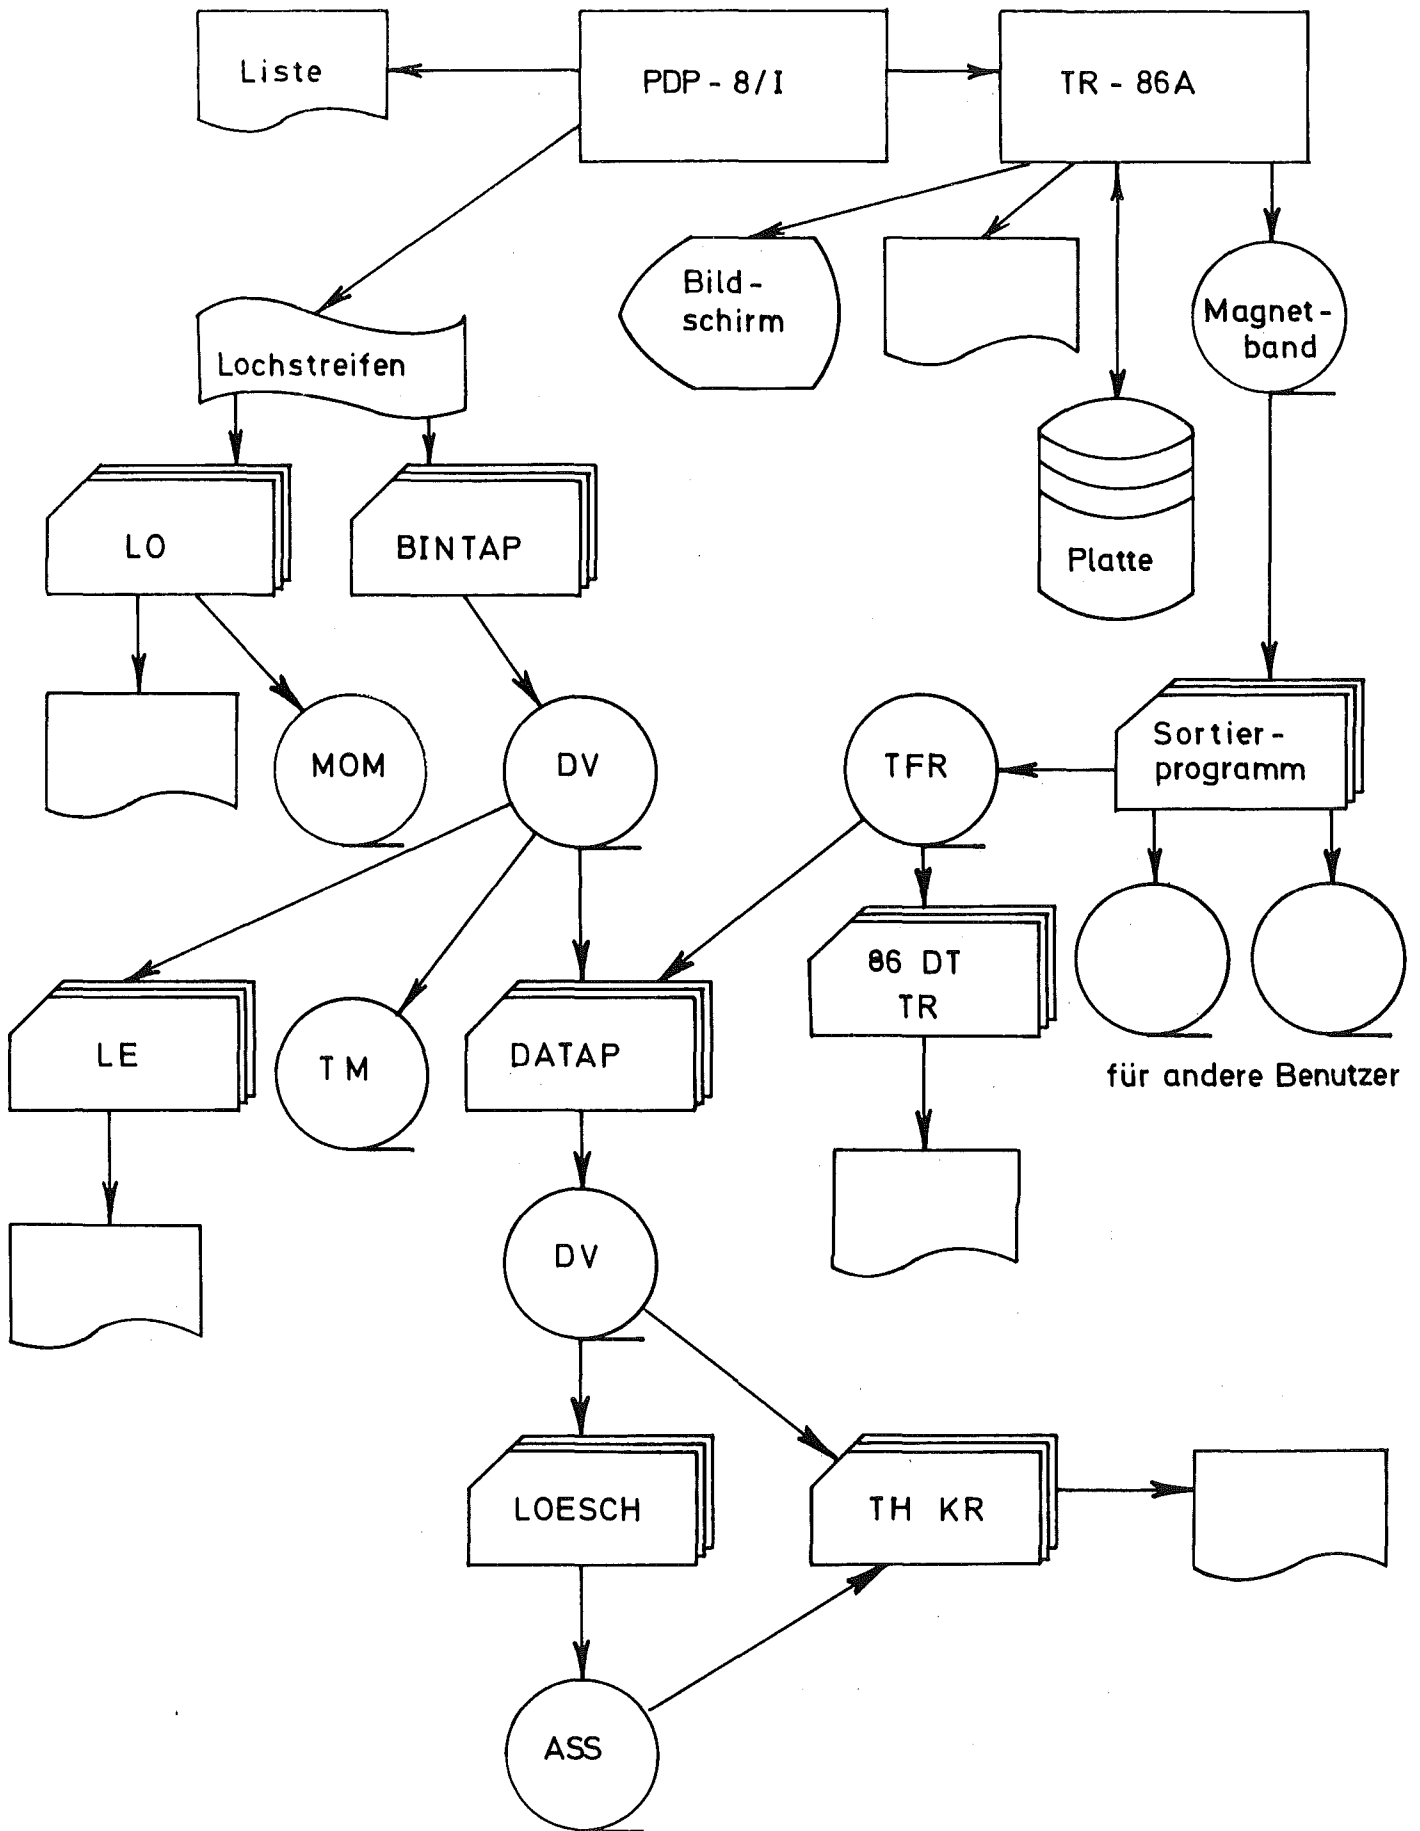 Liste
PDP - 8/I
TR - 86A
Bild-
schirm
Magnet-
band
Lochstreifen
LO
BINTAP
Platte
MOM
DV
TFR
Sortier-
programm
86 DT
TR
LE
TM
DATAP
für andere Benutzer
DV
LOESCH
TH KR
ASS